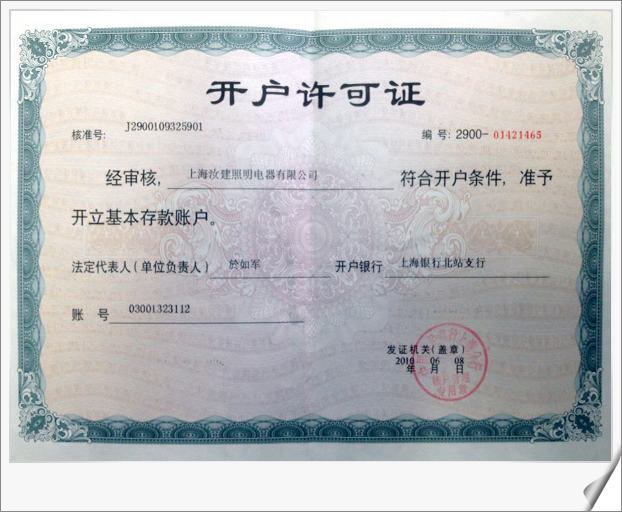 开户许可证
核准号: J2900109325901
编 号: 2900-01421465
经审核, 上海汝建照明电器有限公司 符合开户条件, 准予
开立基本存款账户。
法定代表人(单位负责人) 於如军 开户银行 上海银行北站支行
账 号 03001323112
发证机关(盖章)
2010 年 06 月 08 日
专用章